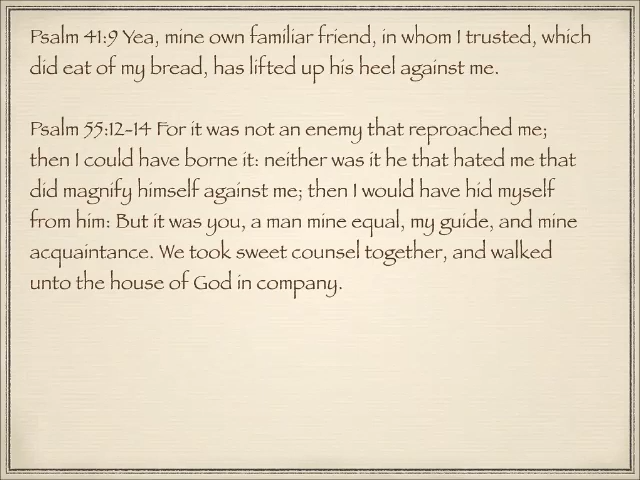 Psalm 41:9 Yea, mine own familiar friend, in whom I trusted, which
did eat of my bread, has lifted up his heel against me.
Psalm 55:12-14 For it was not an enemy that reproached me;
then I could have borne it: neither was it he that hated me that
did magnify himself against me; then I would have hid myself
from him: But it was you, a man mine equal, my guide, and mine
acquaintance. We took sweet counsel together, and walked
unto the house of God in company.